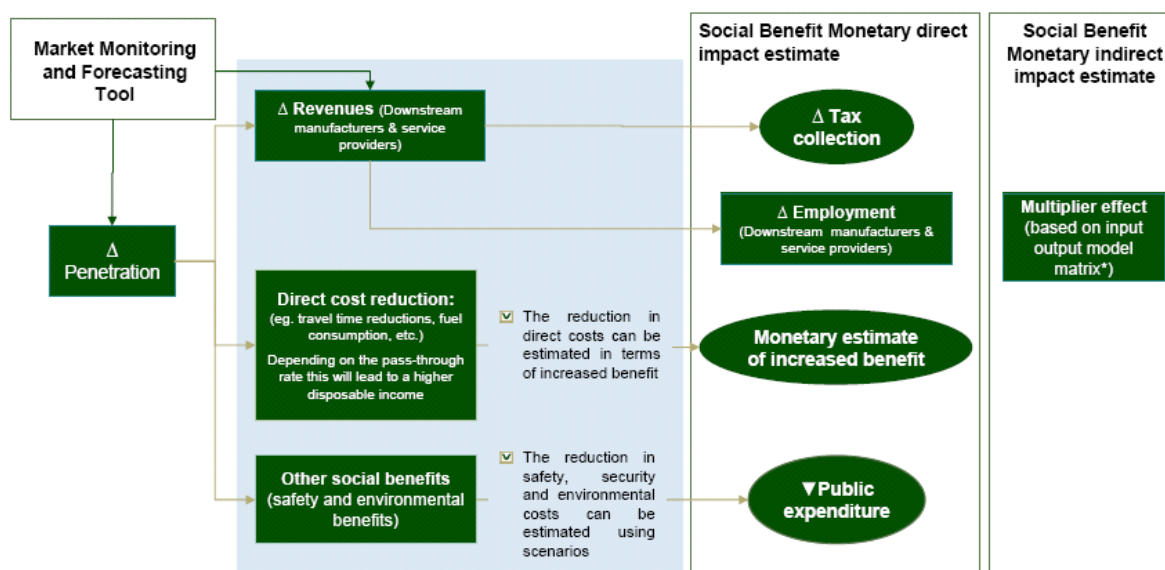 Market Monitoring
and Forecasting
Tool
Δ
Penetration
Δ Revenues (Downstream
manufacturers & service
providers)
Direct cost reduction:
(eg. travel time reductions, fuel
consumption, etc.)
Depending on the pass-through
rate this will lead to a higher
disposable income
Other social benefits
(safety and environmental
benefits)
The reduction in
direct costs can be
estimated in terms
of increased benefit
The reduction in
safety, security
and environmental
costs can be
estimated using
scenarios
Social Benefit Monetary direct
impact estimate
Δ Tax
collection
Δ Employment
(Downstream manufacturers &
service providers)
Monetary estimate
of increased benefit
▼Public
expenditure
Social Benefit
Monetary indirect
impact estimate
Multiplier effect
(based on input
output model
matrix*)